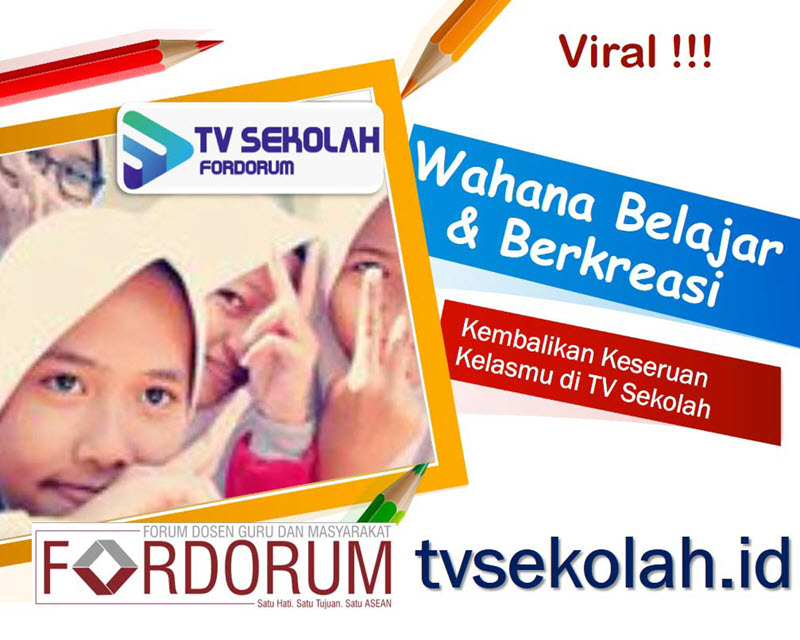 Viral !!!
TV SEKOLAH
FORDORUM
Wahana Belajar
& Berkreasi
Kembalikan Keseruan
Kelasmu di TV Sekolah
FORUM DOSEN GURU DAN MASYARAKAT
FORDORUM
Satu Hati. Satu Tujuan. Satu ASEAN
tvsekolah.id